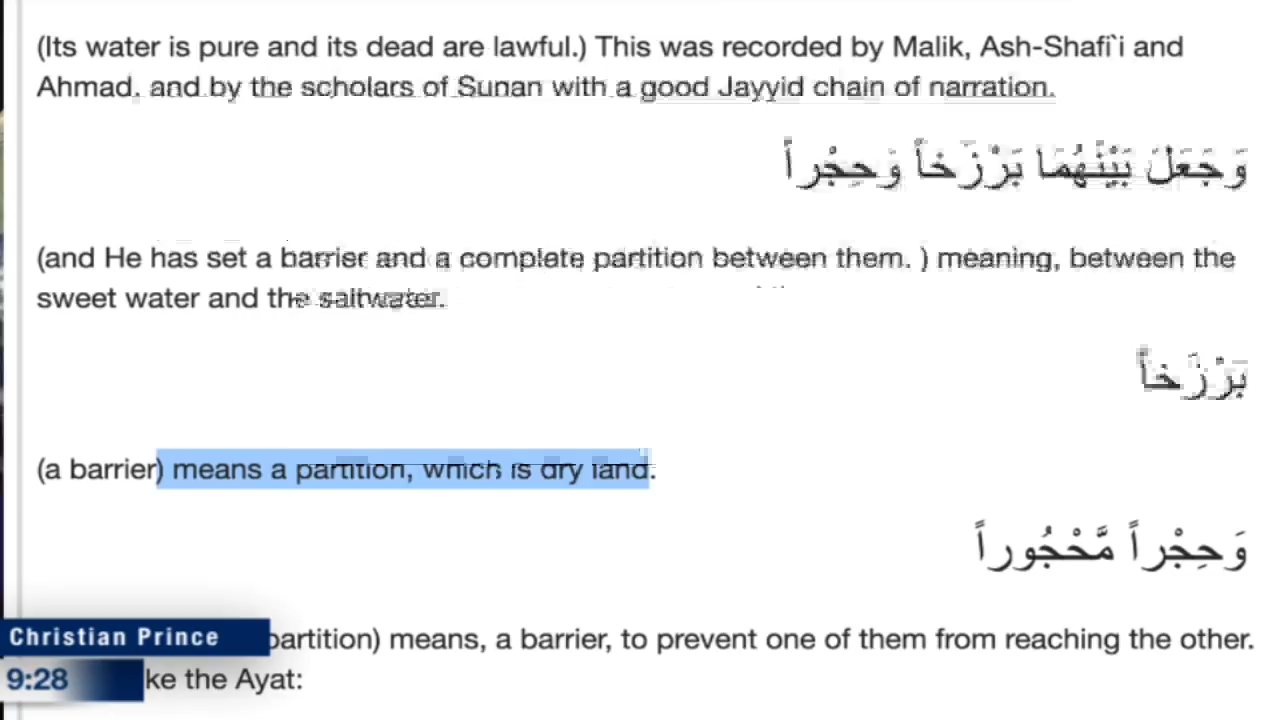 (Its water is pure and its dead are lawful.) This was recorded by Malik, Ash-Shafi`i and
Ahmad, and by the scholars of Sunan with a good Jayyid chain of narration.
وَجَعَلَ بَيْنَهُمَا بَرْزَخاً وَحِجْراً
(and He has set a barrier and a complete partition between them. ) meaning, between the
sweet water and the saltwater.
بَرْزَخاً
(a barrier) means a partition, which is dry land.
وَحِجْراً مَّحْجُوراً
partition) means, a barrier, to prevent one of them from reaching the other.
ke the Ayat:
Christian Prince
9:28